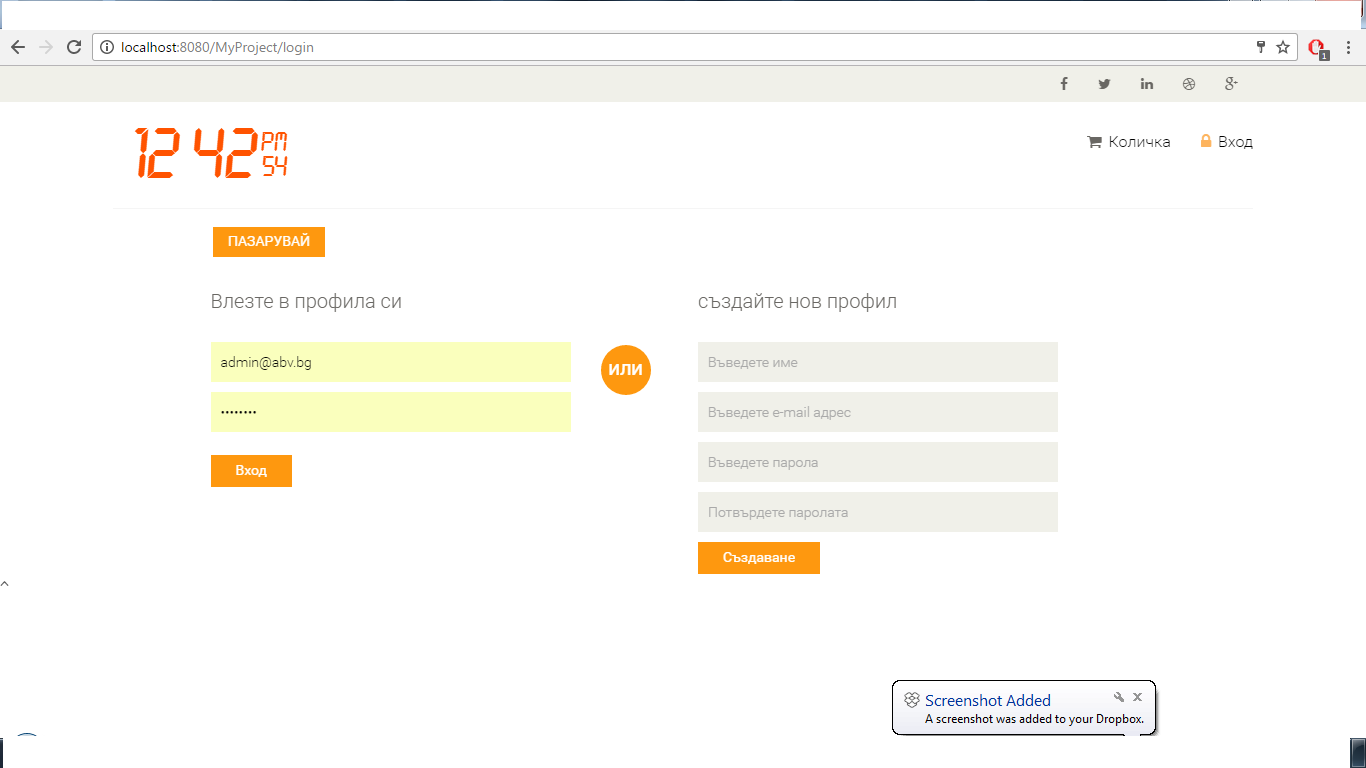 localhost:8080/MyProject/login
1
12 42 PM 54
Количка
Вход
ПАЗАРУВАЙ
Влезте в профила си
създайте нов профил
admin@abv.bg
••••••••
ИЛИ
Въведете име
Въведете e-mail адрес
Въведете парола
Потвърдете паролата
Вход
Създаване
Screenshot Added
A screenshot was added to your Dropbox.